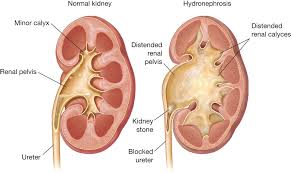 Normal kidney
Hydronephrosis
Minor calyx
Renal pelvis
Ureter
Distended
renal
pelvis
Kidney
stone
Blocked
ureter
Distended
renal calyces